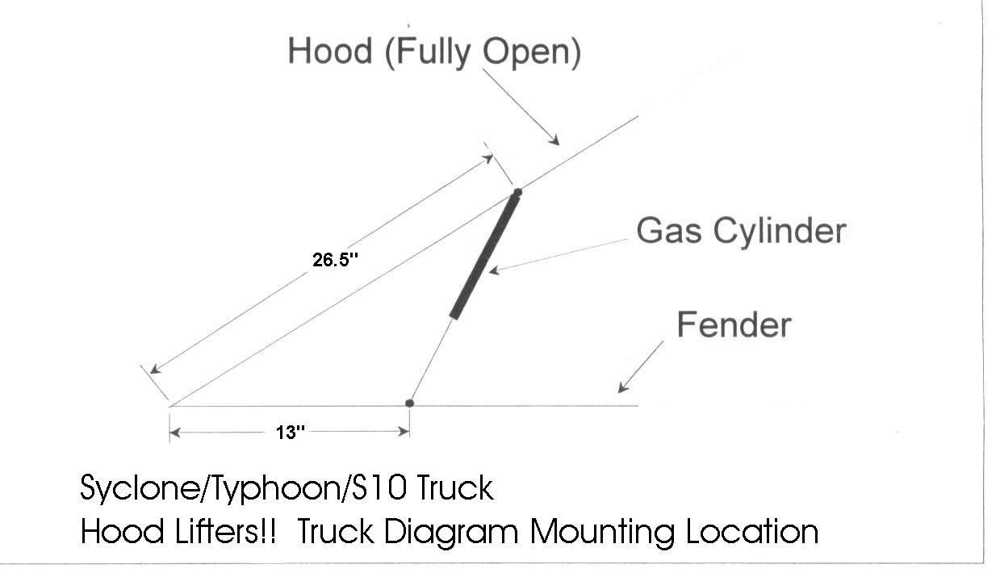 Hood (Fully Open)
26.5"
Gas Cylinder
Fender
13"
Syclone/Typhoon/S10 Truck
Hood Lifters!!  Truck Diagram Mounting Location